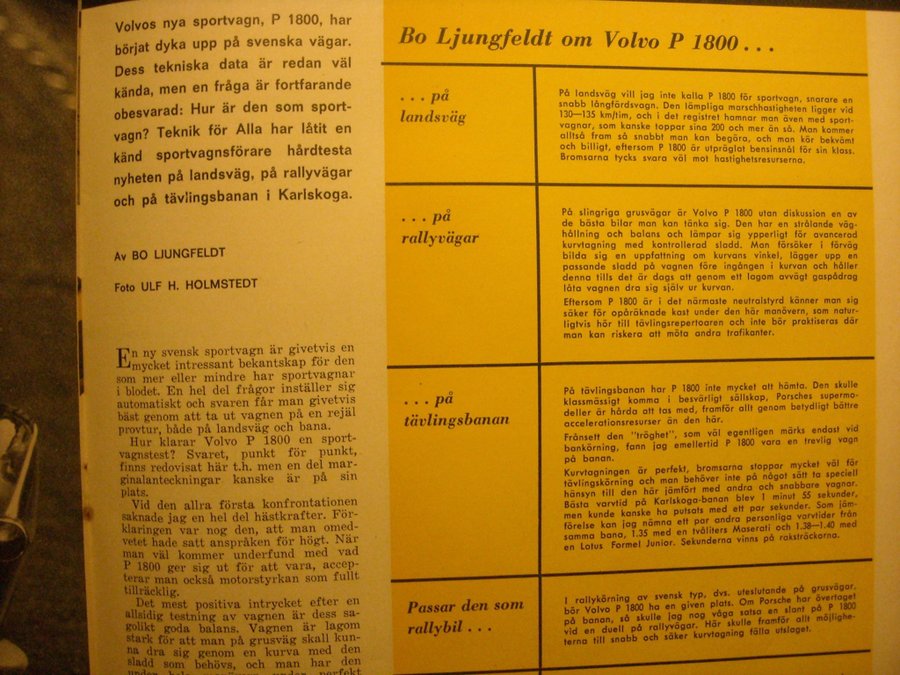 Volvos nya sportvagn, P 1800, har
börjat dyka upp på svenska vägar.
Dess tekniska data är redan väl
kända, men en fråga är fortfarande
obesvarad: Hur är den som sport-
vagn? Teknik för Alla har låtit en
känd sportvagnsförare hårdtesta
nyheten på landsväg, på rallyvägar
och på tävlingsbanan i Karlskoga.
Av BO LJUNGFELDT
Foto ULF H. HOLMSTEDT
En ny svensk sportvagn är givetvis en
mycket intressant bekantskap för den
som mer eller mindre har sportvagnar
i blodet. En hel del frågor inställer sig
automatiskt och svaren får man givetvis
bäst genom att ta ut vagnen på en rejäl
provtur, både på landsväg och bana.
Hur klarar Volvo P 1800 en sport-
vagnstest? Svaret, punkt för punkt,
finns redovisat här t.h. men en del mar-
ginalanteckningar kanske är på sin
plats.
Vid den allra första konfrontationen
saknade jag en hel del hästkrafter. För-
klaringen var nog den, att man omed-
vetet hade satt anspråken för högt. När
man väl kommer underfund med vad
P 1800 ger sig ut för att vara, accep-
terar man också motorstyrkan som fullt
tillräcklig.
Det mest positiva intrycket efter en
allsidig testning av vagnen är dess sa-
golikt goda balans. Vagnen är lagom
stark för att man på grusväg skall kun-
na dra sig genom en kurva med den
sladd som behövs, och man har den
Bo Ljungfeldt om Volvo P 1800 . . .
. . . på
landsväg
På landsväg vill jag inte kalla P 1800 för sportvagn, snarare en
snabb långfärdsvagn. Den lämpliga marschhastigheten ligger vid
130—135 km/tim, och i det registret hamnar man även med sport-
vagnar, som kanske toppar sina 200 och mer än så. Man kommer
alltså fram så snabbt man kan begära, och man kör bekvämt
och billigt, eftersom P 1800 är utpräglat bensinsnål för sin klass.
Bromsarna tycks svara väl mot hastighetsresurserna.
. . . på
rallyvägar
På slingriga grusvägar är Volvo P 1800 utan diskussion en av
de bästa bilar man kan tänka sig. Den har en strålande väg-
hållning och balans och lämpar sig ypperligt för avancerad
kurvtagning med kontrollerad sladd. Man försöker i förväg
bilda sig en uppfattning om kurvans vinkel, lägger upp en
passande sladd på vagnen före ingången i kurvan och håller
denna tills det är dags att genom ett lagom avvägt gaspådrag
låta vagnen dra sig själv ur kurvan.
Eftersom P 1800 är i det närmaste neutralstyrd känner man sig
säker för opåräknade kast under den här manövern, som natur-
ligtvis hör till tävlingsrepertoaren och inte bör praktiseras där
man kan riskera att möta andra trafikanter.
. . . på
tävlingsbanan
På tävlingsbanan har P 1800 inte mycket att hämta. Den skulle
klassmässigt komma i besvärligt sällskap, Porsches supermo-
deller är hårda att tas med, framför allt genom betydligt bättre
accelerationsresurser än den här.
Frånsett den "tröghet", som väl egentligen märks endast vid
bankörning, fann jag emellertid P 1800 vara en trevlig vagn
på banan.
Kurvtagningen är perfekt, bromsarna stoppar mycket väl för
tävlingskörning och man behöver inte på något sätt ta speciell
hänsyn till den här jämfört med andra och snabbare vagnar.
Bästa varvtid på Karlskoga-banan blev 1 minut 55 sekunder,
men kunde kanske ha putsats med ett par sekunder. Som jäm-
förelse kan jag nämna ett par andra personliga varvtider från
samma bana, 1.35 med en tvåliters Maserati och 1.38—1.40 med
en Lotus Formel Junior. Sekunderna vinns på raksträckorna.
Passar den som
rallybil . . .
I rallykörning av svensk typ, dvs. uteslutande på grusvägar,
bör Volvo P 1800 ha en given plats. Om Porsche har övertaget
på banan, så skulle jag nog våga satsa en slant på P 1800
vid en duell på rallyvägar. Här skulle framför allt möjlighe-
terna till snabb och säker kurvtagning fälla utslaget.